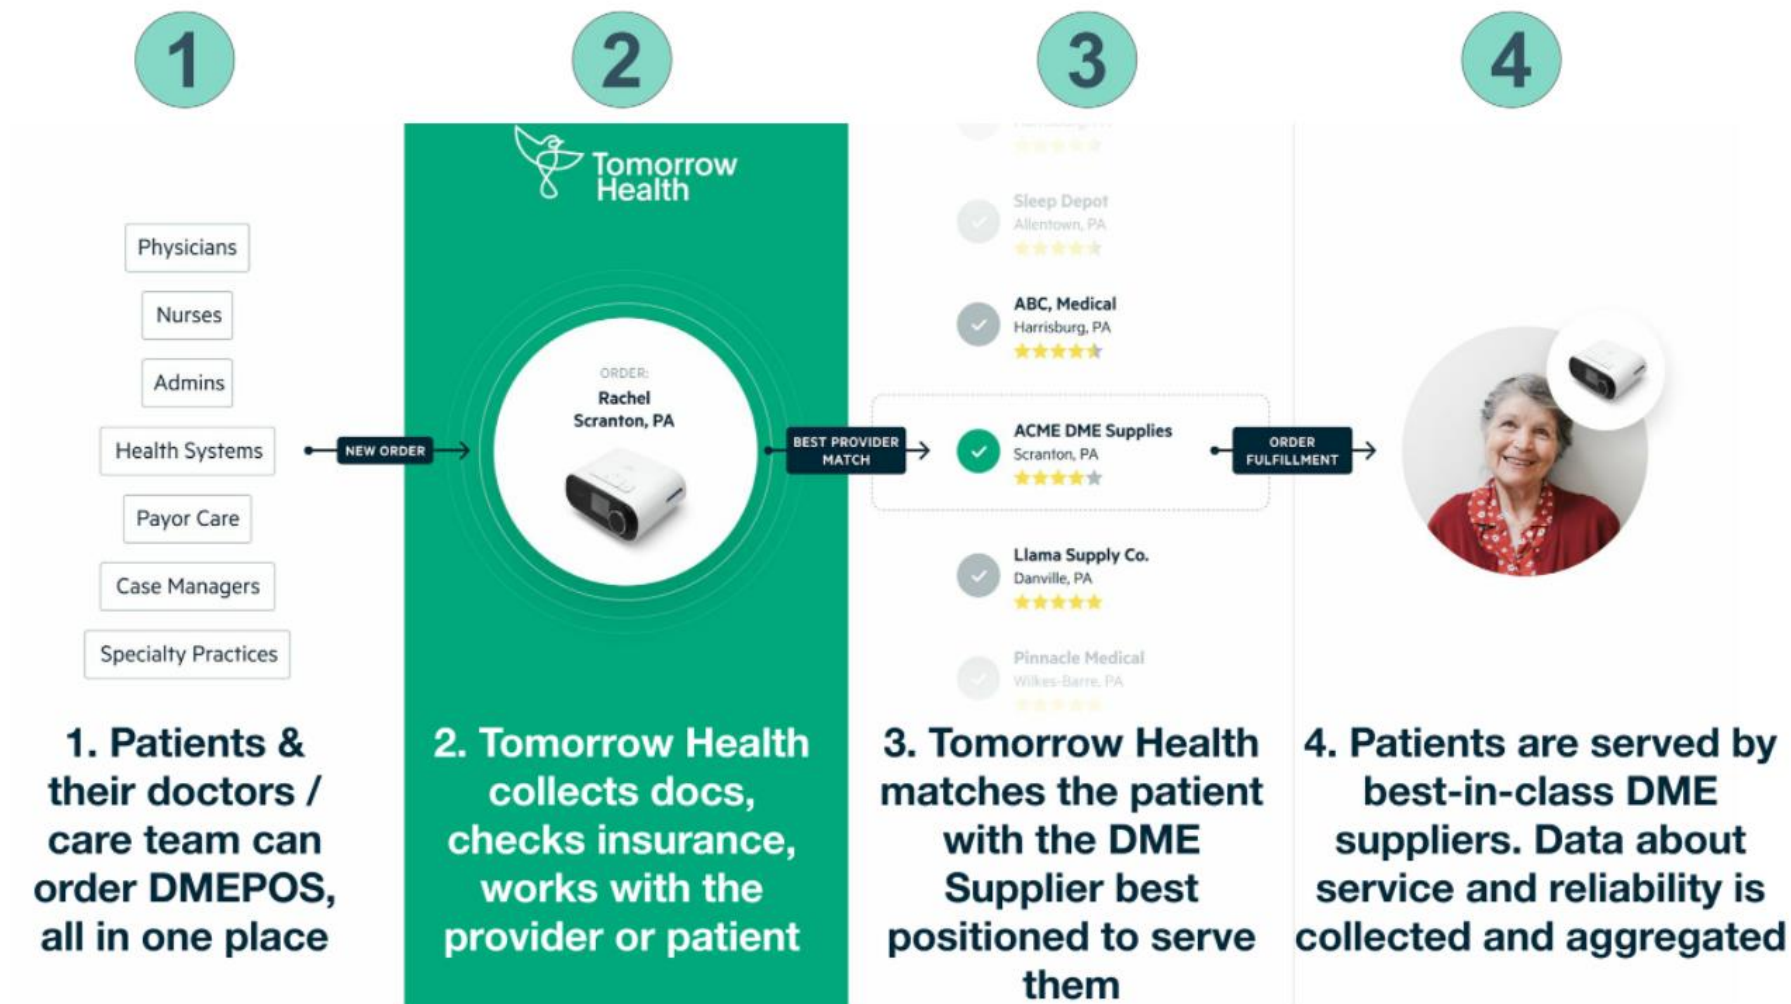 1
2
3
4
Physicians
Nurses
Admins
Health Systems
Payor Care
Case Managers
Specialty Practices
NEW ORDER
1. Patients &
their doctors /
care team can
order DMEPOS,
all in one place
Tomorrow
Health
ORDER:
Rachel
Scranton, PA
BEST PROVIDER
MATCH
2. Tomorrow Health
collects docs,
checks insurance,
works with the
provider or patient
Sleep Depot
Allentown, PA
ABC, Medical
Harrisburg, PA
ACME DME Supplies
Scranton, PA
Llama Supply Co.
Danville, PA
Pinnacle Medical
Wilkes-Barre, PA
ORDER
FULFILLMENT
3. Tomorrow Health
matches the patient
with the DME
Supplier best
positioned to serve
them
4. Patients are served by
best-in-class DME
suppliers. Data about
service and reliability is
collected and aggregated